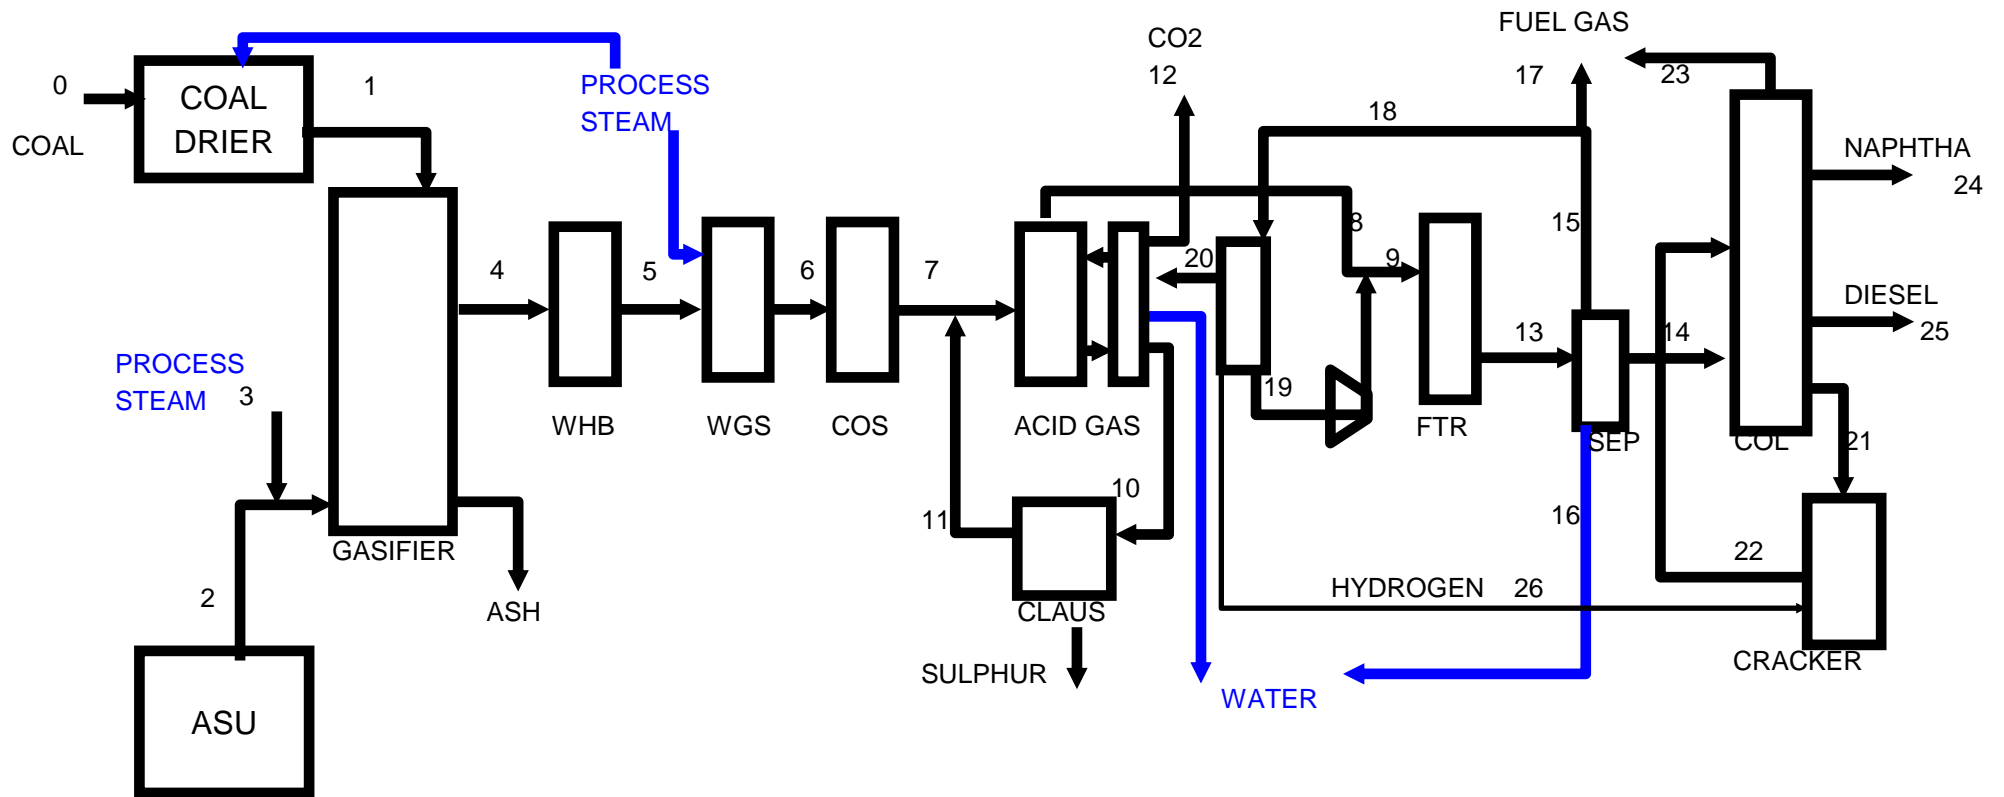 FUEL GAS
CO2
0
COAL
DRIER
1
PROCESS
STEAM
12
17
23
18
COAL
NAPHTHA
24
4
5
6
7
20
8
9
15
DIESEL
25
13
14
PROCESS
STEAM
3
19
WHB
WGS
COS
ACID GAS
FTR
SEP
COL
21
10
11
16
GASIFIER
22
2
HYDROGEN
26
ASH
CLAUS
SULPHUR
WATER
CRACKER
ASU